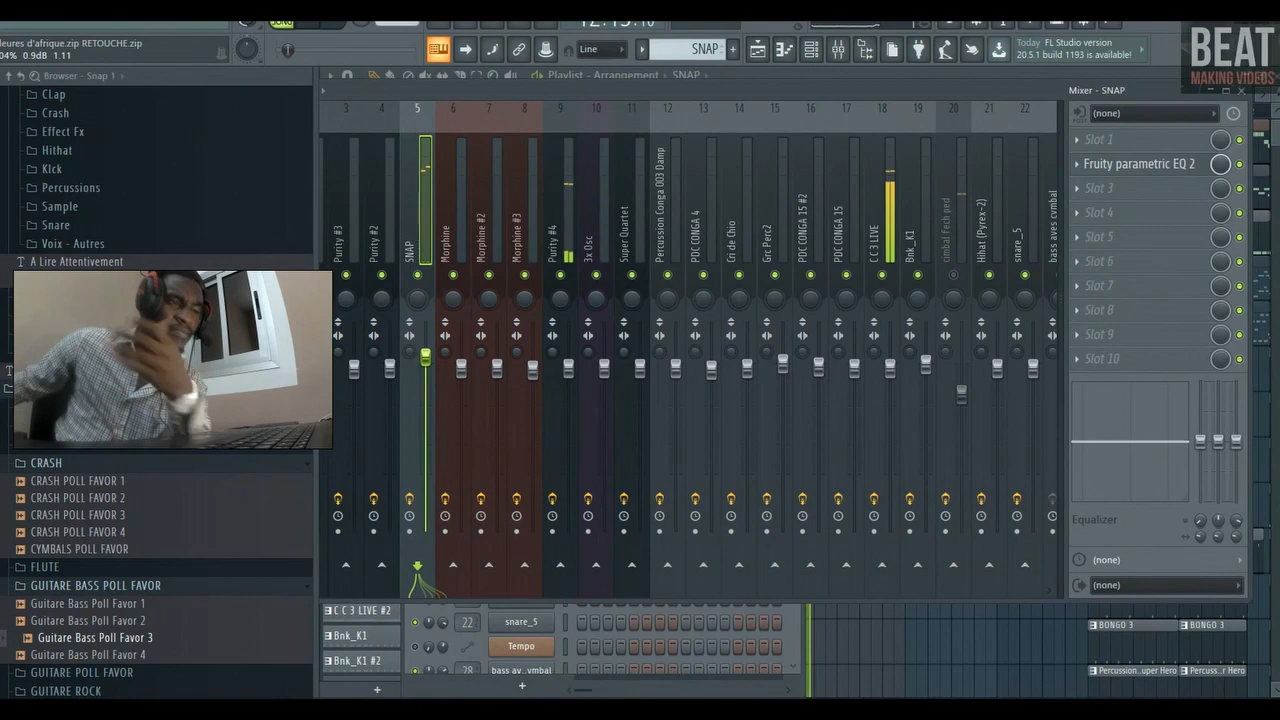 eures d'afrique.zip RETOUCHE.zip
04% 0.9dB 1.11
Line
SNAP
Today FL Studio version
20.5.1 build 1193 is available!
BEAT
MAKING VIDEOS
Browser - Snap 1
Playlist - Arrangement
SNAP
Mixer - SNAP
CLap
Crash
Effect Fx
Hithat
KIck
Percussions
Sample
Snare
Voix - Autres
A Lire Attentivement
CRASH
CRASH POLL FAVOR 1
CRASH POLL FAVOR 2
CRASH POLL FAVOR 3
CRASH POLL FAVOR 4
CYMBALS POLL FAVOR
FLUTE
GUITARE BASS POLL FAVOR
Guitare Bass Poll Favor 1
Guitare Bass Poll Favor 2
Guitare Bass Poll Favor 3
Guitare Bass Poll Favor 4
GUITARE POLL FAVOR
GUITARE ROCK
3 4 5 6 7 8 9 10 11 12 13 14 15 16 17 18 19 20 21 22
Purity #3
Purity #2
SNAP
Morphine
Morphine #2
Morphine #3
Purity #4
3x Osc
Super Quartet
Percussion Conga 003 Damp
PDC CONGA 4
Cri de Ohio
Grc Perc2
PDC CONGA 15 #2
PDC CONGA 15
C C 3 LIVE
Bnk_K1
cimbal fech ped
Hihat (Pyrex~2)
snare_5
bass aves cymbal
(none)
Slot 1
Fruity parametric EQ 2
Slot 3
Slot 4
Slot 5
Slot 6
Slot 7
Slot 8
Slot 9
Slot 10
Equalizer
(none)
(none)
C C 3 LIVE #2
Bnk_K1
Bnk_K1 #2
22 snare_5
Tempo
28 bass av..ymbal
BONGO 3
BONGO 3
Percussion..uper Hero
Percuss..r Hero